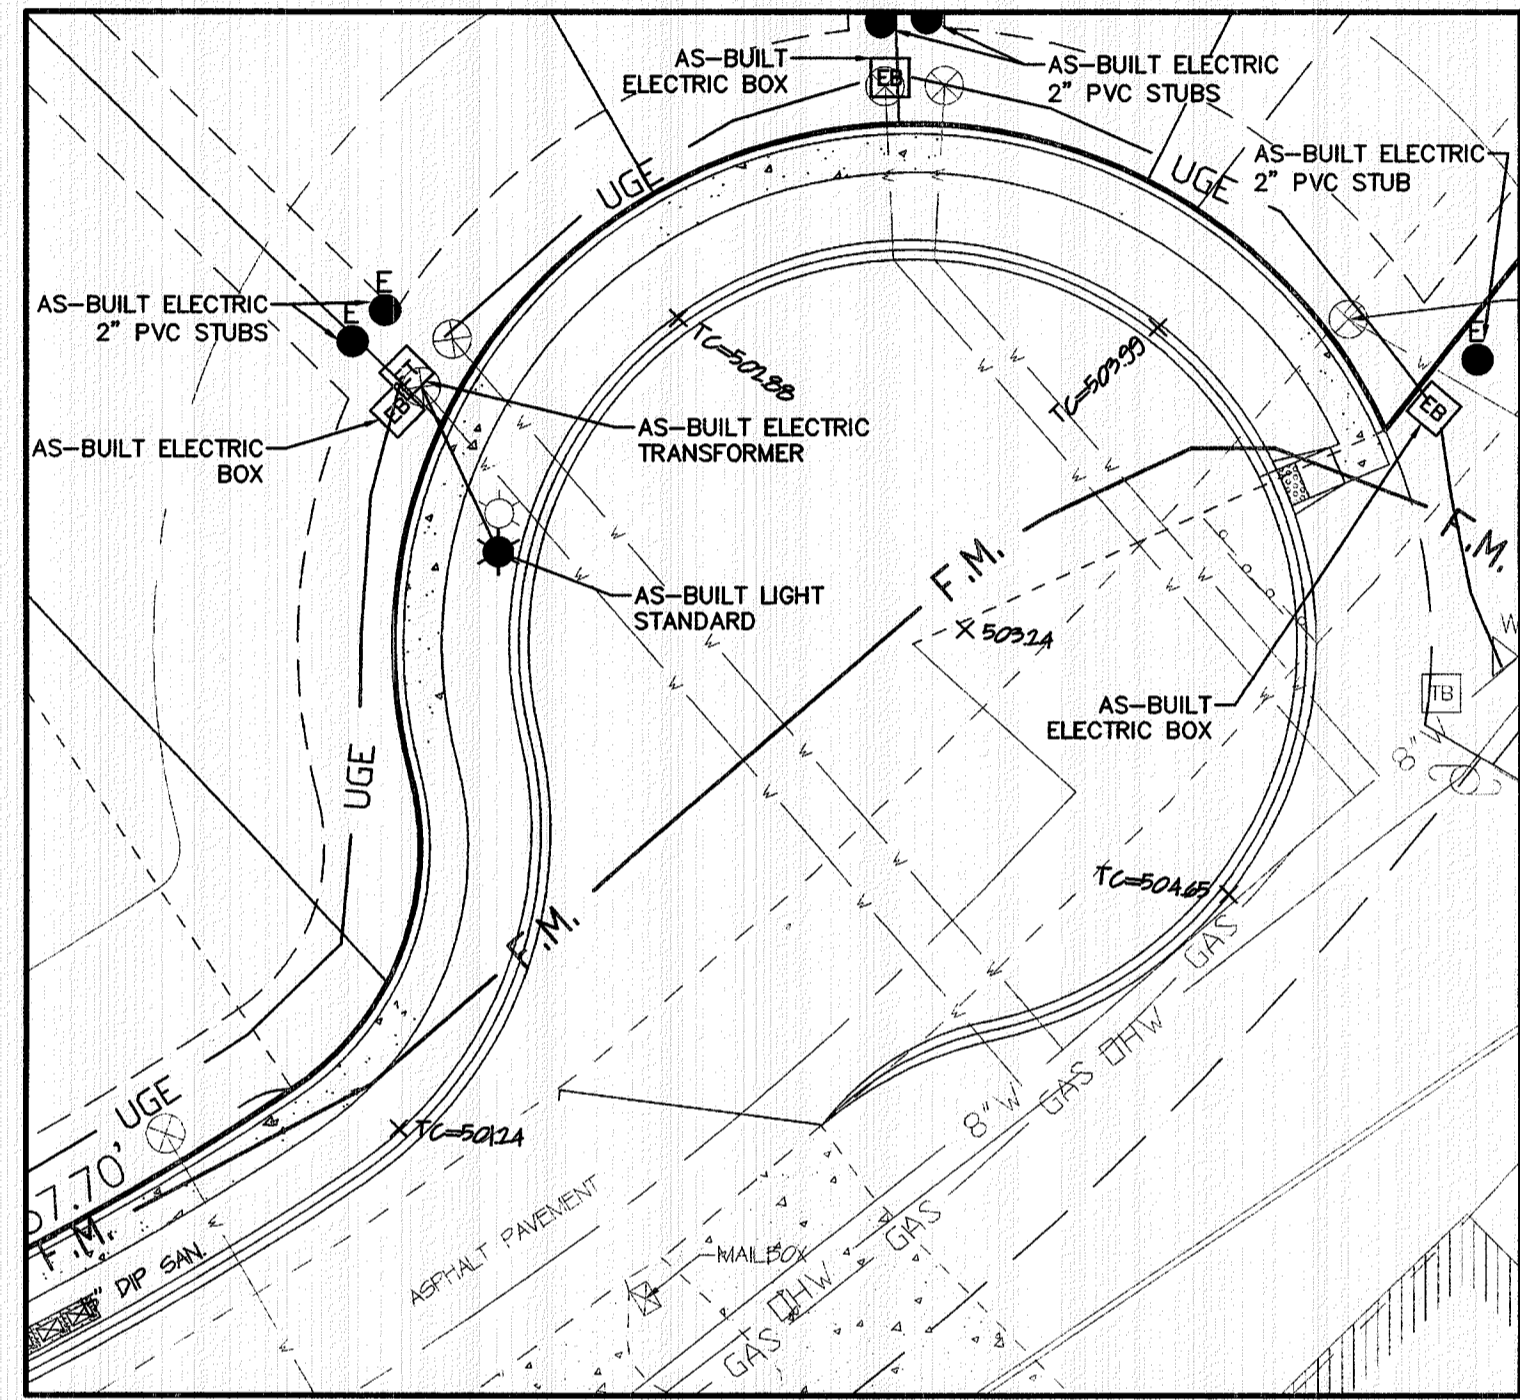 AS-BUILT
ELECTRIC BOX
EB
AS-BUILT ELECTRIC
2" PVC STUBS
UGE
UGE
AS-BUILT ELECTRIC
2" PVC STUB
E
E
AS-BUILT ELECTRIC
2" PVC STUBS
E
TC=502.88
TC=503.99
EB
EB
AS-BUILT ELECTRIC
BOX
AS-BUILT ELECTRIC
TRANSFORMER
F.M.
F.M.
AS-BUILT LIGHT
STANDARD
503.24
W
TB
AS-BUILT
ELECTRIC BOX
8" W
UGE
TC=504.65
GAS
F.M.
OHW
GAS
8" W
UGE
TC=501.24
57.70'
F.M.
DIP SAN.
ASPHALT PAVEMENT
MAILBOX
GAS
OHW
GAS